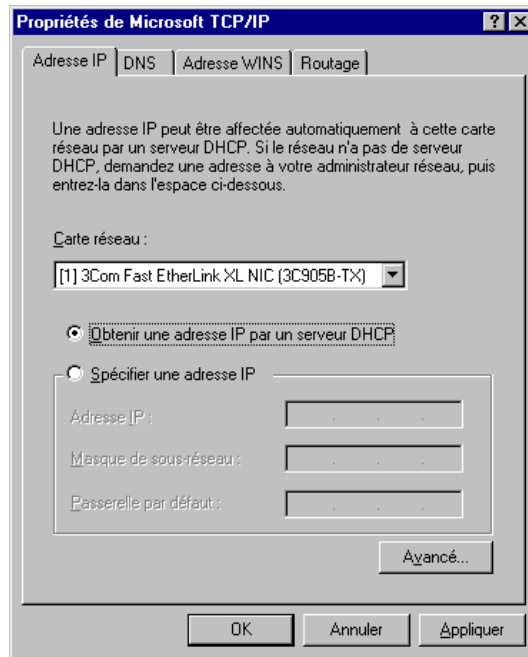 Propriétés de Microsoft TCP/IP
Adresse IP DNS Adresse WINS Routage
Une adresse IP peut être affectée automatiquement à cette carte
réseau par un serveur DHCP. Si le réseau n'a pas de serveur
DHCP, demandez une adresse à votre administrateur réseau, puis
entrez-la dans l'espace ci-dessous.
Carte réseau :
[1] 3Com Fast EtherLink XL NIC (3C905B-TX)
Obtenir une adresse IP par un serveur DHCP
Spécifier une adresse IP
Adresse IP :
Masque de sous-réseau :
Passerelle par défaut :
Avancé...
OK Annuler Appliquer